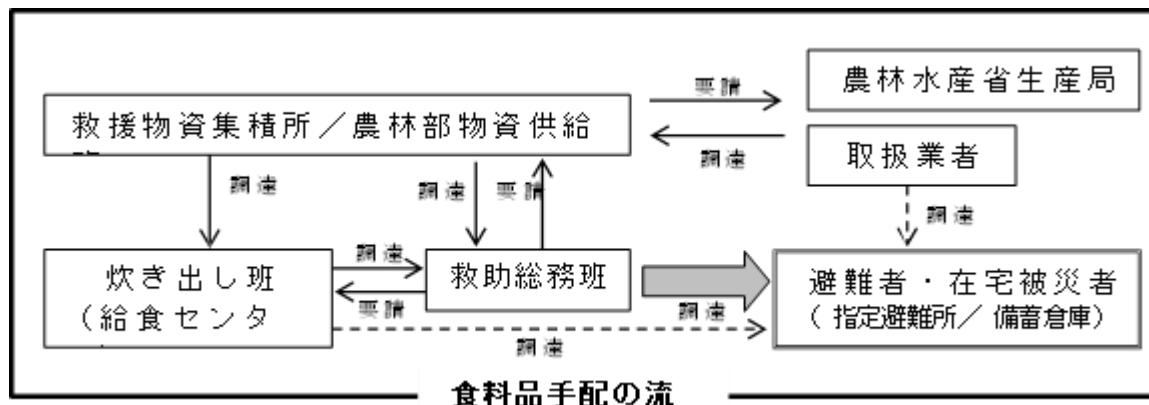 農林水産省生産局
要請
救援物資集積所／農林部物資供給
調達
取扱業者
調達
調達
要請
調達
調達
炊き出し班
（給食センタ
要請
救助総務班
調達
避難者・在宅被災者
（指定避難所／備蓄倉庫）
調達
食料品手配の流